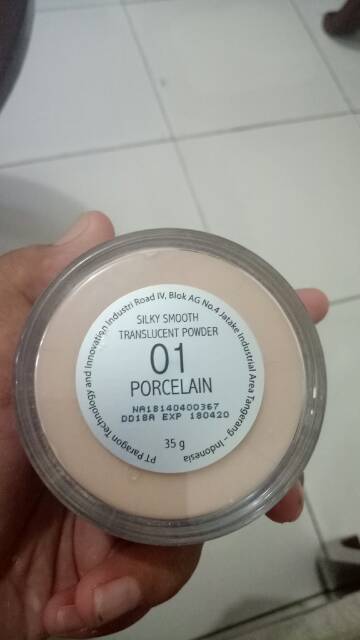 PT Paragon Technology and Innovation Industri Road IV, Blok AG No.4 Jatake Industrial Area Tangerang – Indonesia
SILKY SMOOTH
TRANSLUCENT POWDER
01
PORCELAIN
NA18140400367
DD18A EXP 180420
35 g